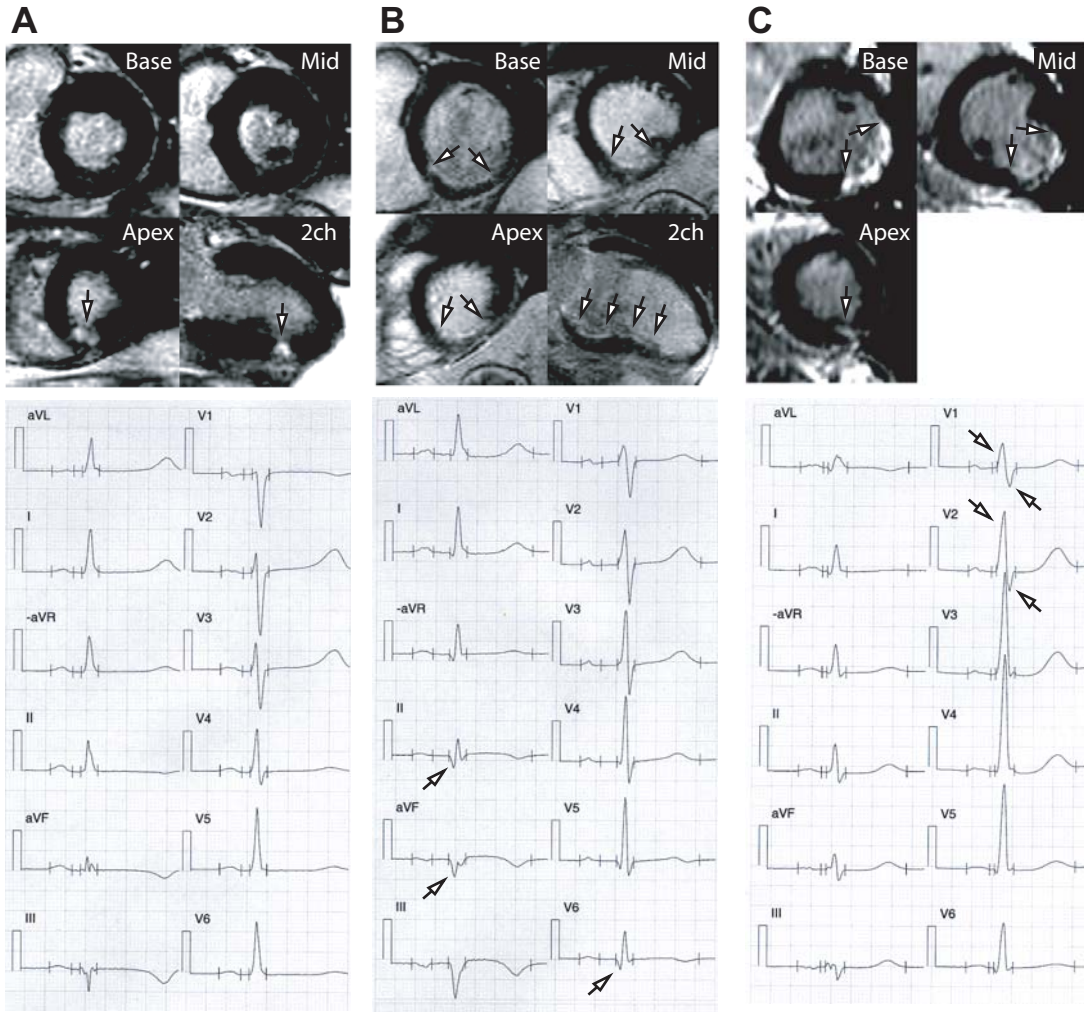 A
Base
Mid
Apex
2ch
aVL
V1
I
V2
-aVR
V3
II
V4
aVF
V5
III
V6
B
Base
Mid
Apex
2ch
aVL
V1
I
V2
-aVR
V3
II
V4
aVF
V5
III
V6
C
Base
Mid
Apex
aVL
V1
I
V2
-aVR
V3
II
V4
aVF
V5
III
V6